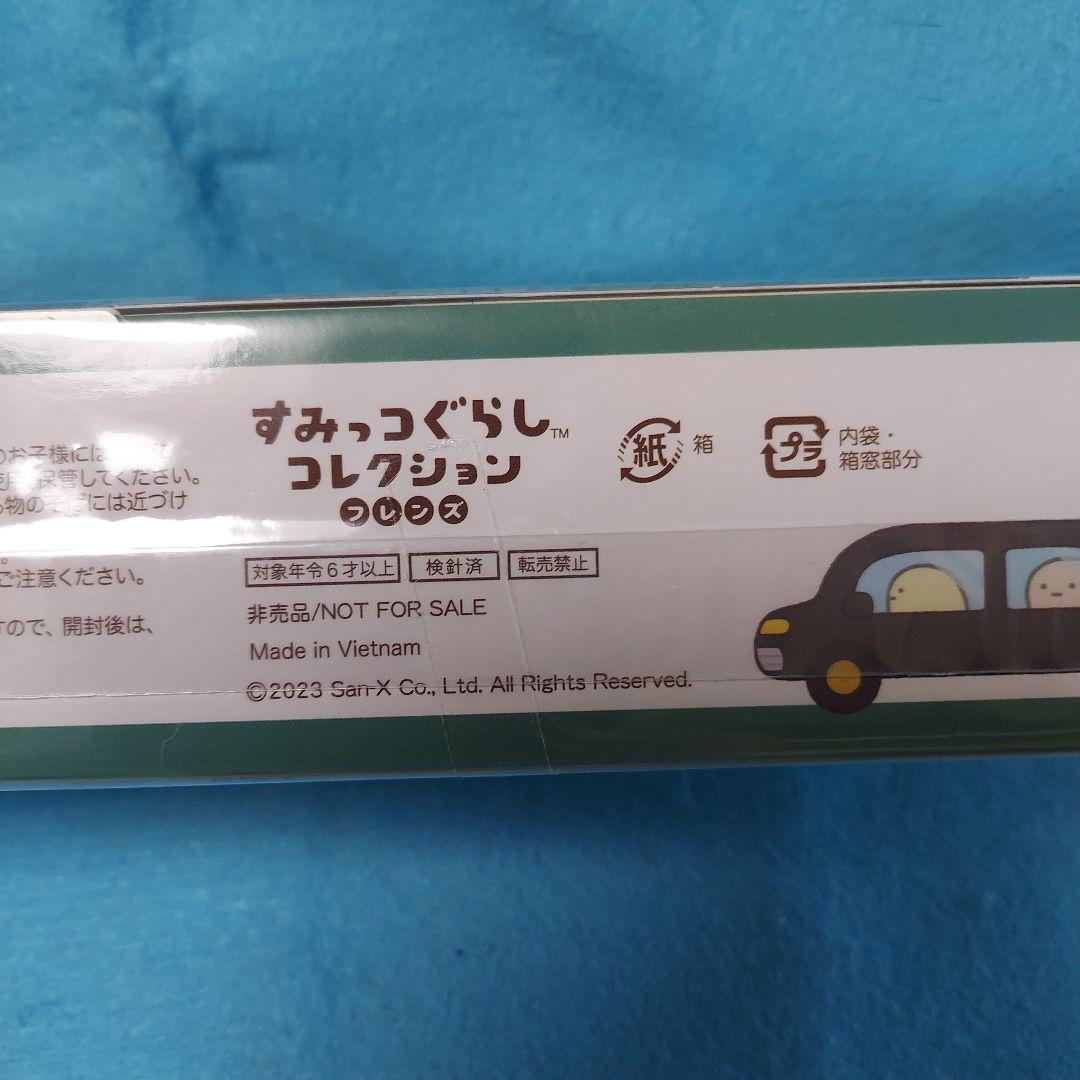 のお子様には
保管してください。
には近づけ
ご注意ください。
すので、開封後は、
すみっコぐらし™
コレクション
フレンズ
紙 箱
プラ 内袋・
箱窓部分
対象年令6才以上 検針済 転売禁止
非売品/NOT FOR SALE
Made in Vietnam
©2023 San-X Co., Ltd. All Rights Reserved.